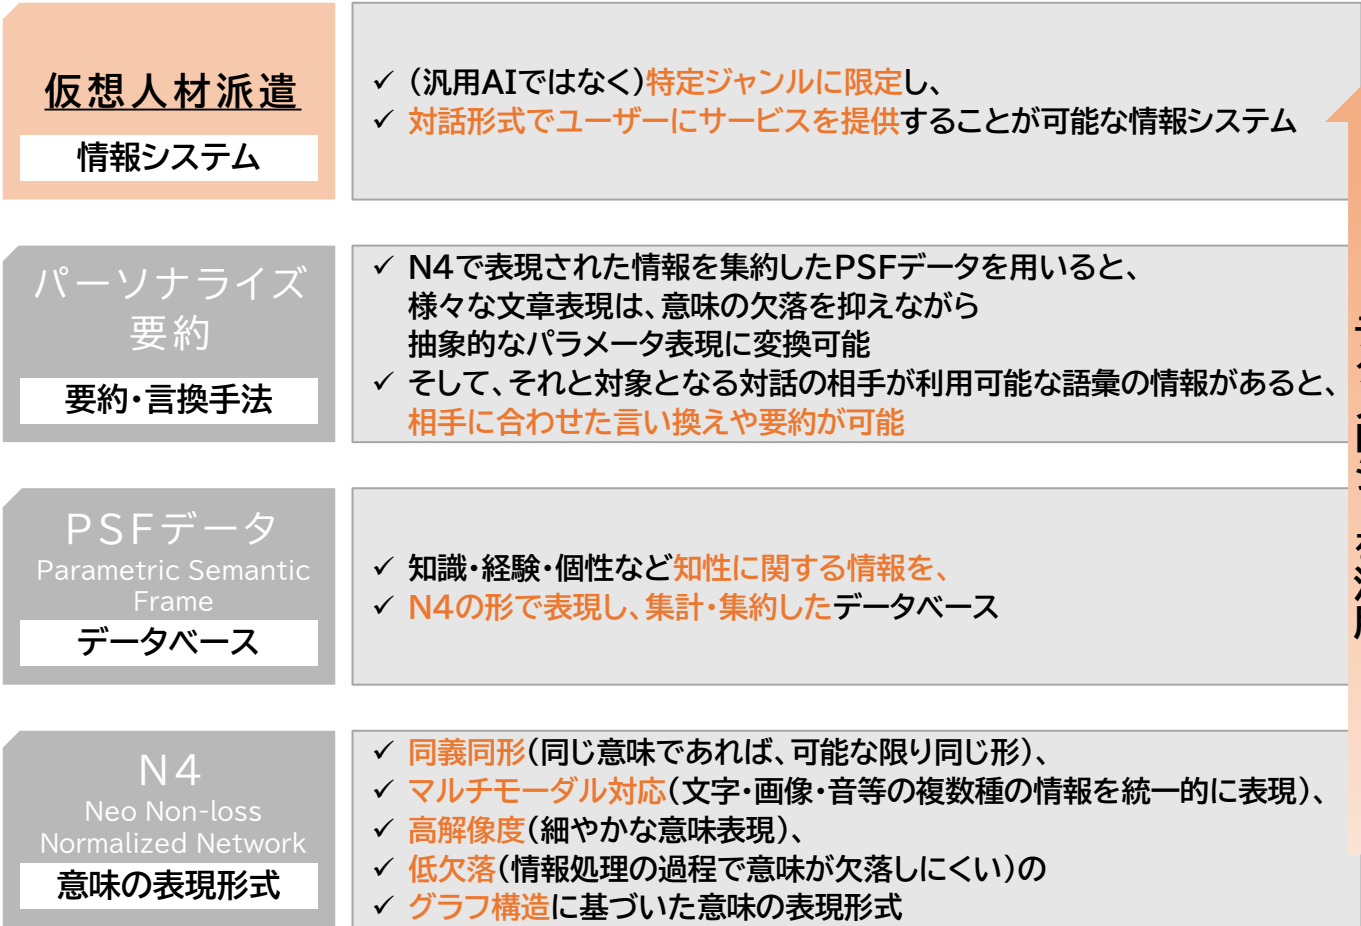 仮想人材派遣
情報システム
✓ (汎用AIではなく)特定ジャンルに限定し、
✓ 対話形式でユーザーにサービスを提供することが可能な情報システム
パーソナライズ
要約
要約・言換手法
✓ N4で表現された情報を集約したPSFデータを用いると、
様々な文章表現は、意味の欠落を抑えながら
抽象的なパラメータ表現に変換可能
✓ そして、それと対象となる対話の相手が利用可能な語彙の情報があると、
相手に合わせた言い換えや要約が可能
PSFデータ
Parametric Semantic
Frame
データベース
✓ 知識・経験・個性など知性に関する情報を、
✓ N4の形で表現し、集計・集約したデータベース
N4
Neo Non-loss
Normalized Network
意味の表現形式
✓ 同義同形(同じ意味であれば、可能な限り同じ形)、
✓ マルチモーダル対応(文字・画像・音等の複数種の情報を統一的に表現)、
✓ 高解像度(細やかな意味表現)、
✓ 低欠落(情報処理の過程で意味が欠落しにくい)の
✓ グラフ構造に基づいた意味の表現形式